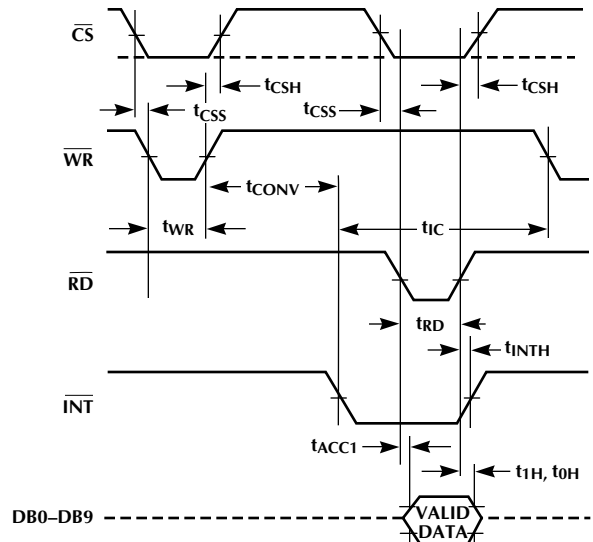 CS
tCSH
tCSH
tCSS
tCSS
WR
tCONV
tWR
tIC
RD
tRD
tINTH
INT
tACC1
t1H, t0H
DB0–DB9
VALID
DATA